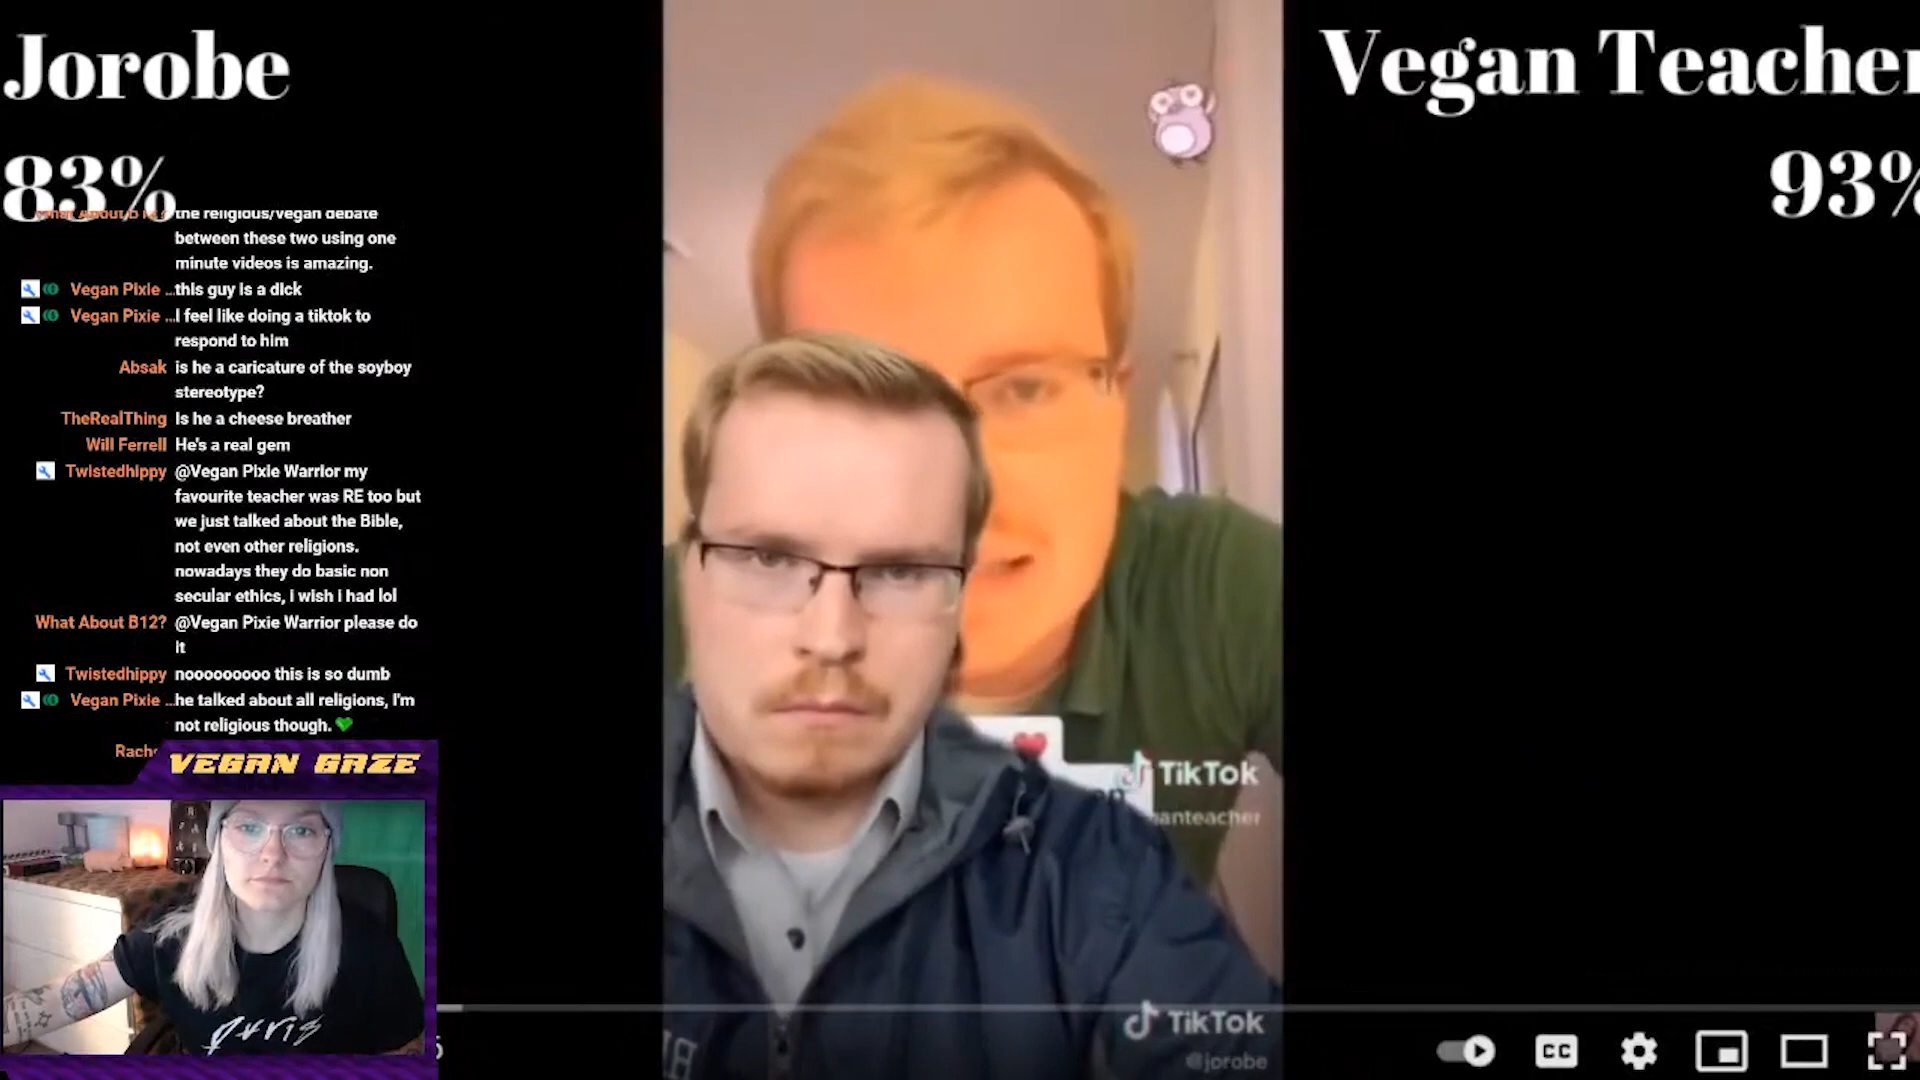 Jorobe
83%
Vegan Teacher
93%
the religious/vegan debate
between these two using one
minute videos is amazing.
Vegan Pixie ... this guy is a dick
Vegan Pixie ... I feel like doing a tiktok to
respond to him
Absak is he a caricature of the soyboy
stereotype?
TheRealThing Is he a cheese breather
Will Ferrell He's a real gem
Twistedhippy @Vegan Pixie Warrior my
favourite teacher was RE too but
we just talked about the Bible,
not even other religions.
nowadays they do basic non
secular ethics, i wish i had lol
What About B12? @Vegan Pixie Warrior please do
it
Twistedhippy nooooooooo this is so dumb
Vegan Pixie ... he talked about all religions, I'm
not religious though.
VEGAN GAZE
TikTok
anteacher
TikTok
@jorobe
CC